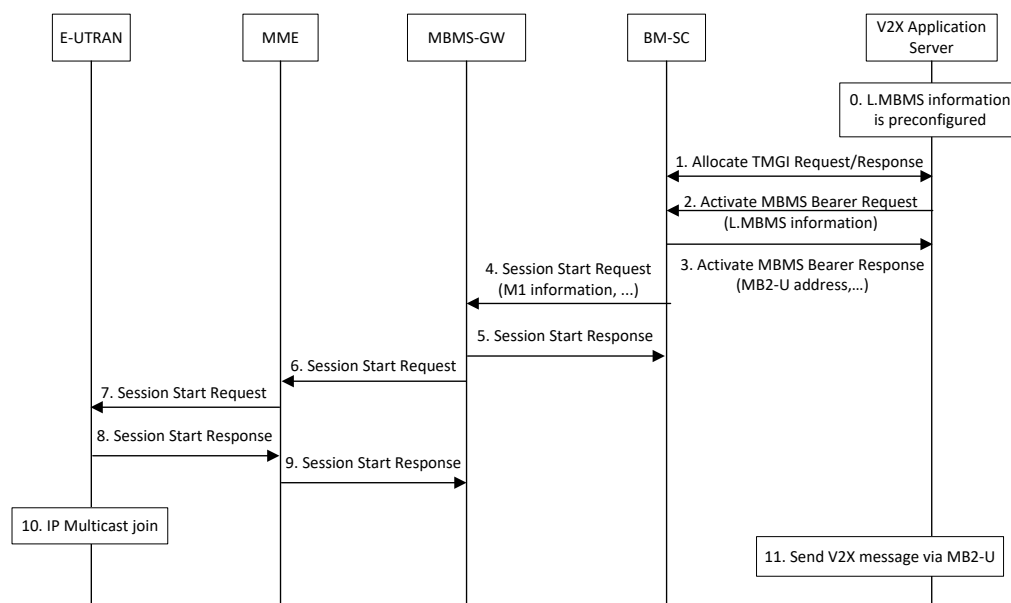 E-UTRAN
MME
MBMS-GW
BM-SC
V2X Application
Server
0. L.MBMS information
is preconfigured
1. Allocate TMGI Request/Response
2. Activate MBMS Bearer Request
(L.MBMS information)
3. Activate MBMS Bearer Response
(MB2-U address,…)
4. Session Start Request
(M1 information, ...)
5. Session Start Response
6. Session Start Request
7. Session Start Request
8. Session Start Response
9. Session Start Response
10. IP Multicast join
11. Send V2X message via MB2-U